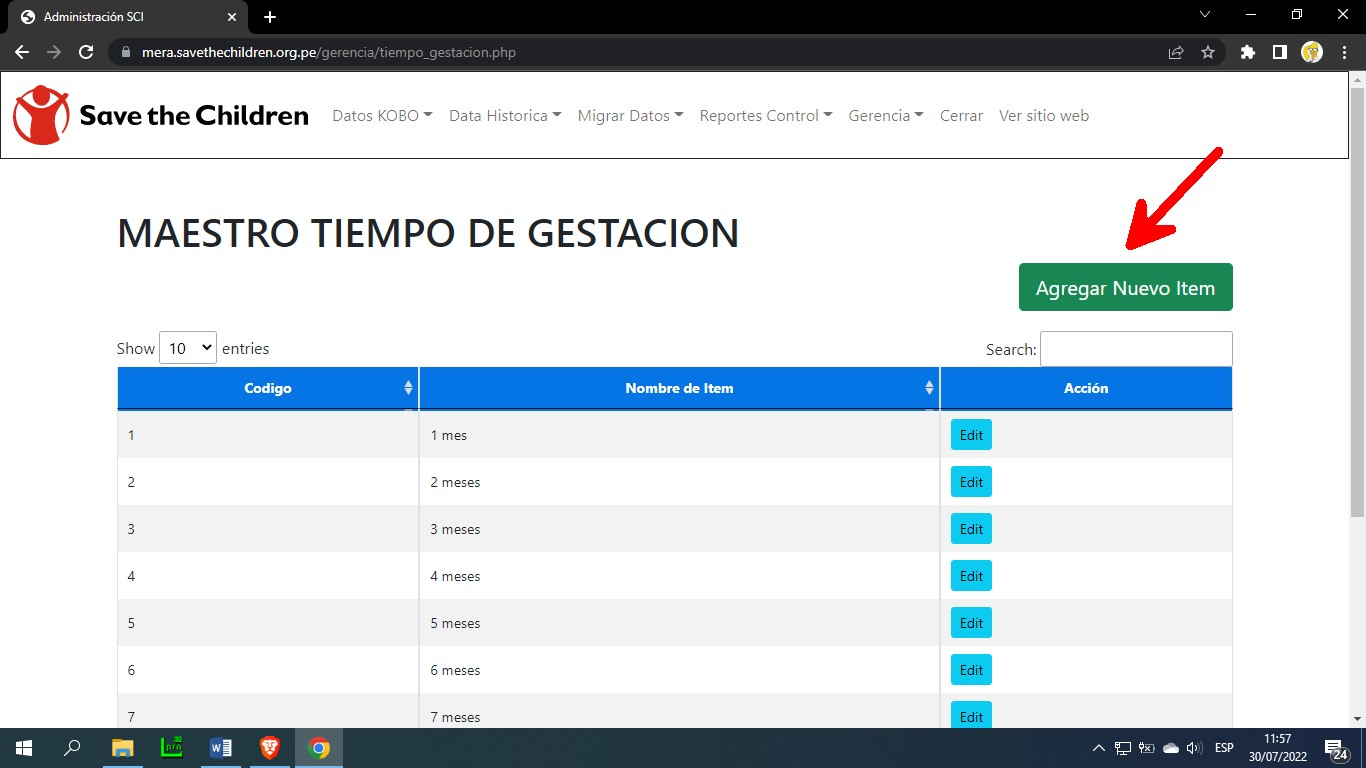 Administración SCI
mera.savethechildren.org.pe/gerencia/tiempo_gestacion.php
Save the Children
Datos KOBO Data Historica Migrar Datos Reportes Control Gerencia Cerrar Ver sitio web
MAESTRO TIEMPO DE GESTACION
Agregar Nuevo Item
Show 10 entries Search:
Codigo Nombre de Item Acción
1 1 mes Edit
2 2 meses Edit
3 3 meses Edit
4 4 meses Edit
5 5 meses Edit
6 6 meses Edit
7 7 meses Edit
ESP 11:57
30/07/2022 24